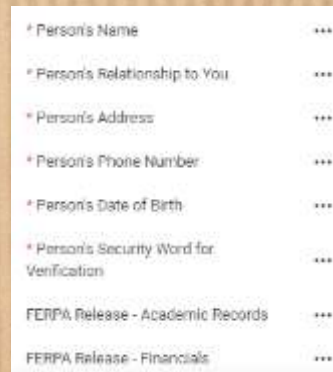 * Person's Name
* Person's Relationship to You
* Person's Address
* Person's Phone Number
* Person's Date of Birth
* Person's Security Word for
Verification
FERPA Release - Academic Records
FERPA Release - Financials